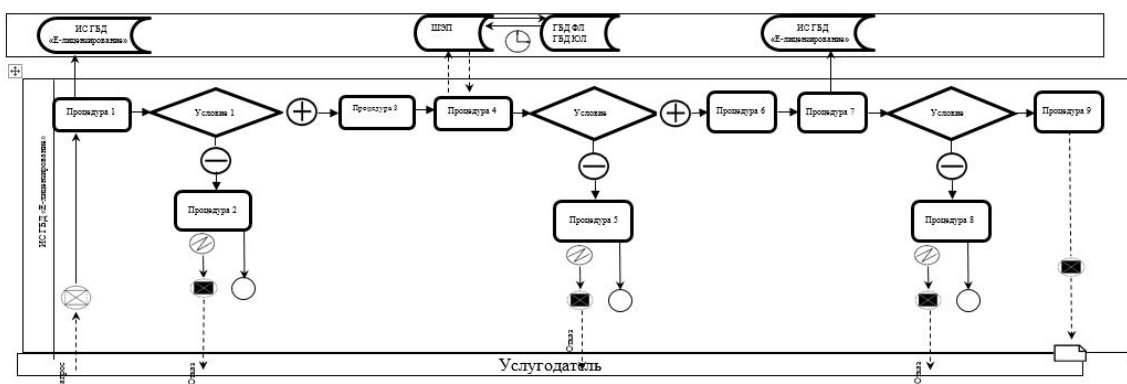 ИС ГБД
«Е-лицензирование»
ШЭП
ГБД ФЛ
ГБД ЮЛ
ИС ГБД
«Е-лицензирование»
ИС ГБД «Е-лицензирование»
Процедура 1
Условие 1
Процедура 3
Процедура 4
Условие
Процедура 6
Процедура 7
Условие
Процедура 9
Процедура 2
Процедура 5
Процедура 8
запрос
Отказ
Отказ
Отказ
Услугодатель